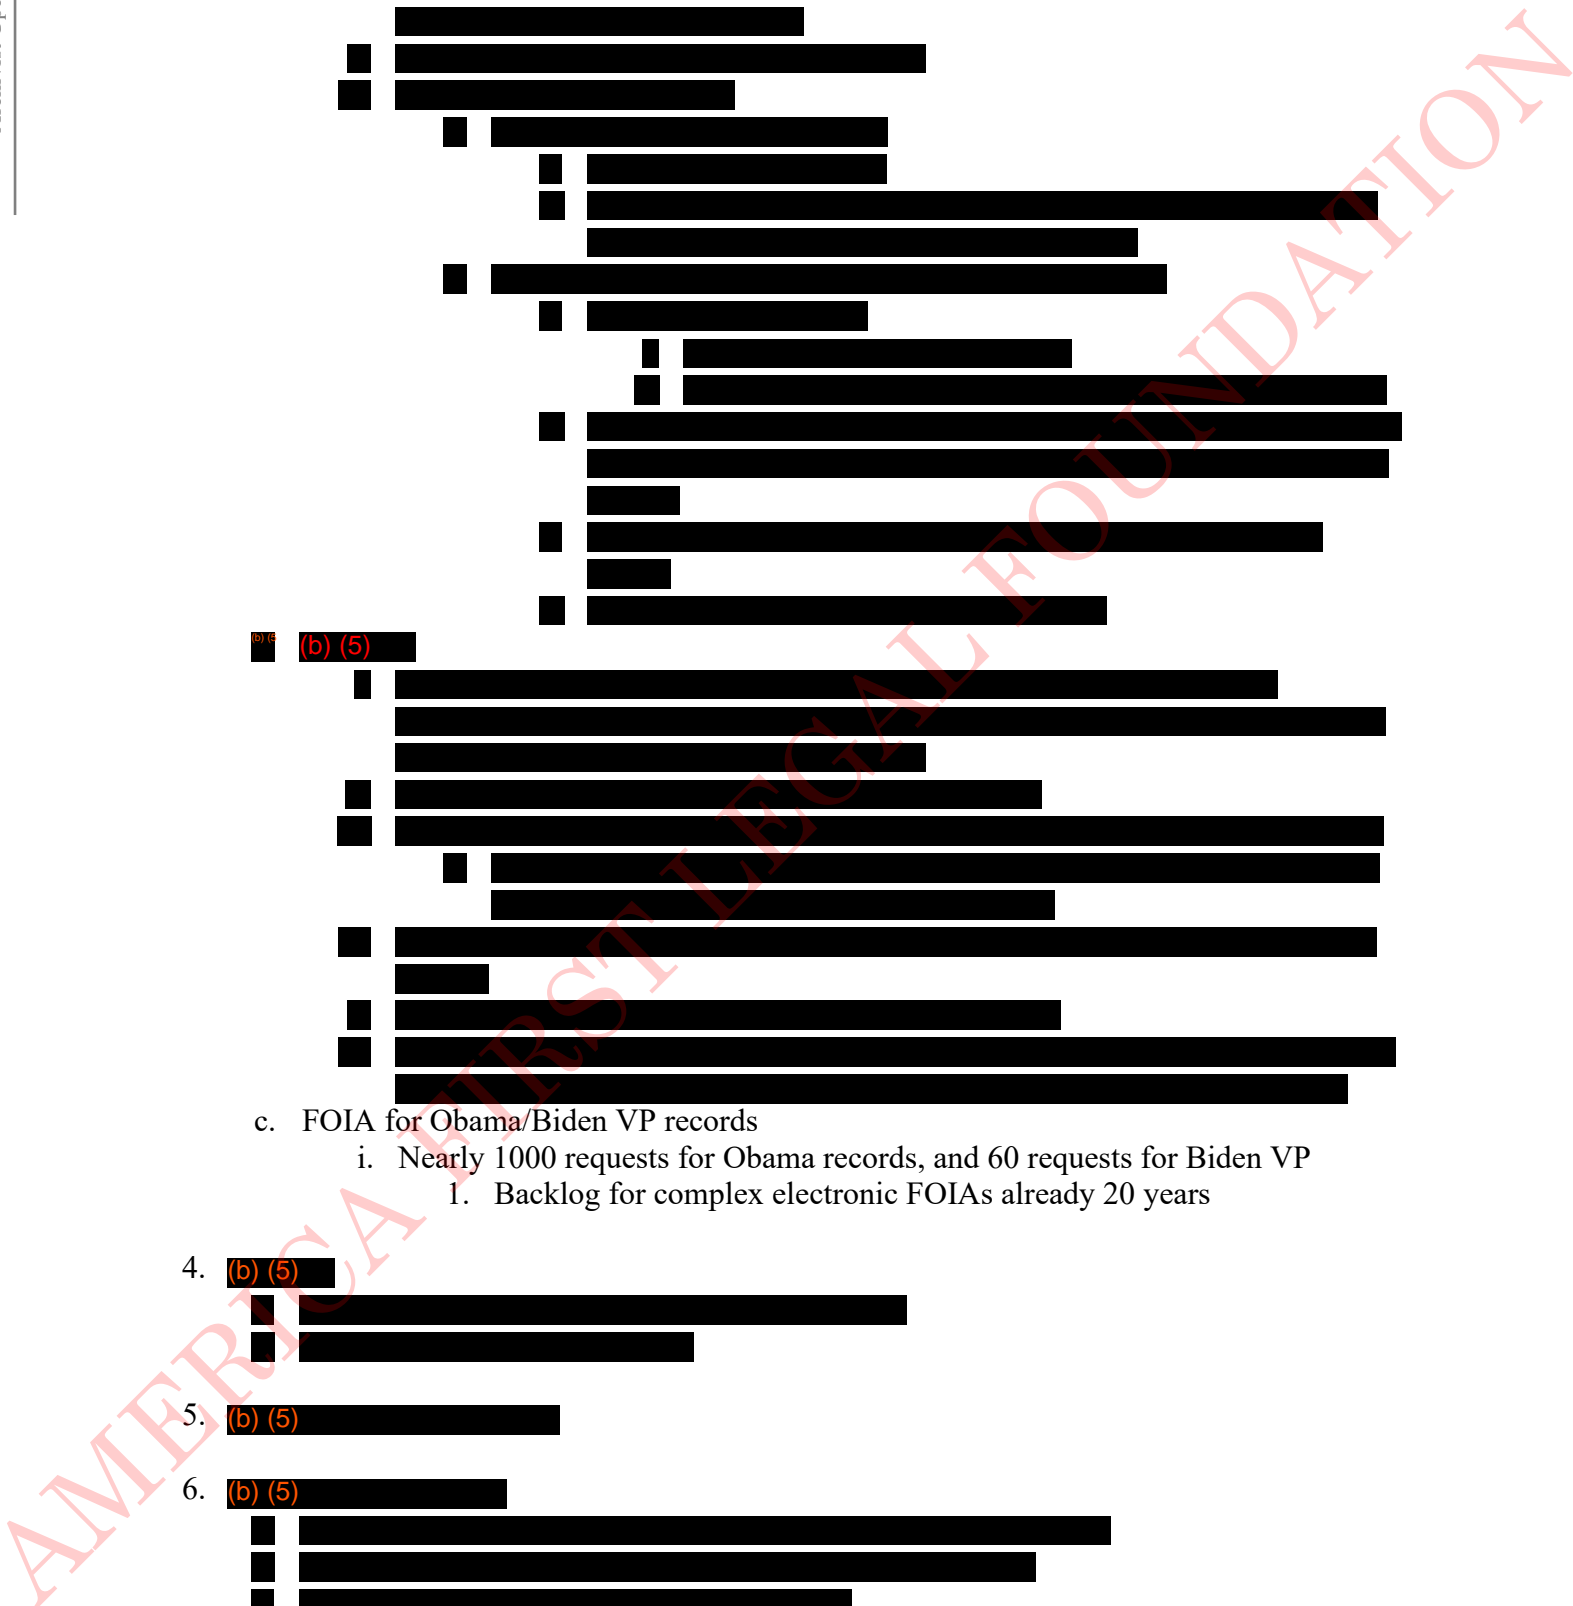 (b) (5
(b) (5)
c. FOIA for Obama/Biden VP records
i. Nearly 1000 requests for Obama records, and 60 requests for Biden VP
1. Backlog for complex electronic FOIAs already 20 years
4. (b) (5)
5. (b) (5)
6. (b) (5)
AMERICA FIRST LEGAL FOUNDATION